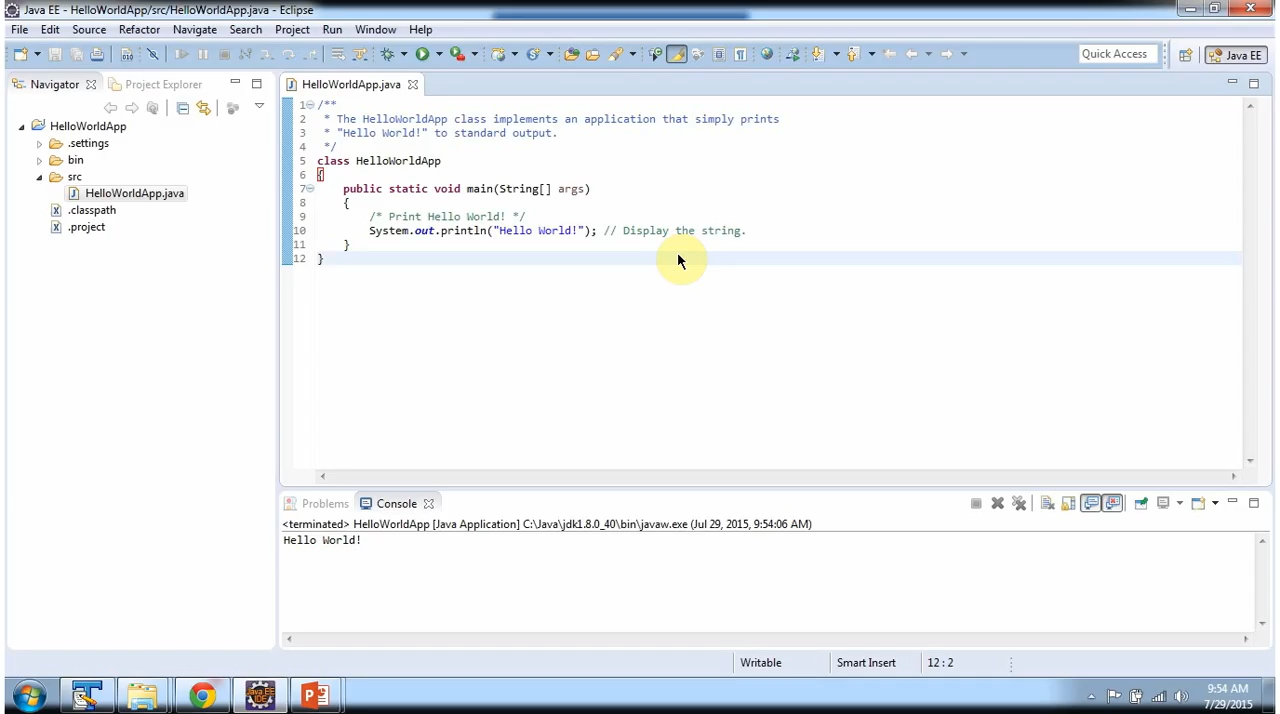 Java EE - HelloWorldApp/src/HelloWorldApp.java - Eclipse
File Edit Source Refactor Navigate Search Project Run Window Help
Quick Access Java EE
Navigator Project Explorer
HelloWorldApp
.settings
bin
src
HelloWorldApp.java
.classpath
.project
HelloWorldApp.java
1 /**
2 * The HelloWorldApp class implements an application that simply prints
3 * "Hello World!" to standard output.
4 */
5 class HelloWorldApp
6 {
7 public static void main(String[] args)
8 {
9 /* Print Hello World! */
10 System.out.println("Hello World!"); // Display the string.
11 }
12 }
Problems Console
<terminated> HelloWorldApp [Java Application] C:\Java\jdk1.8.0_40\bin\javaw.exe (Jul 29, 2015, 9:54:06 AM)
Hello World!
Writable Smart Insert 12 : 2
Java EE
IDE
9:54 AM
7/29/2015